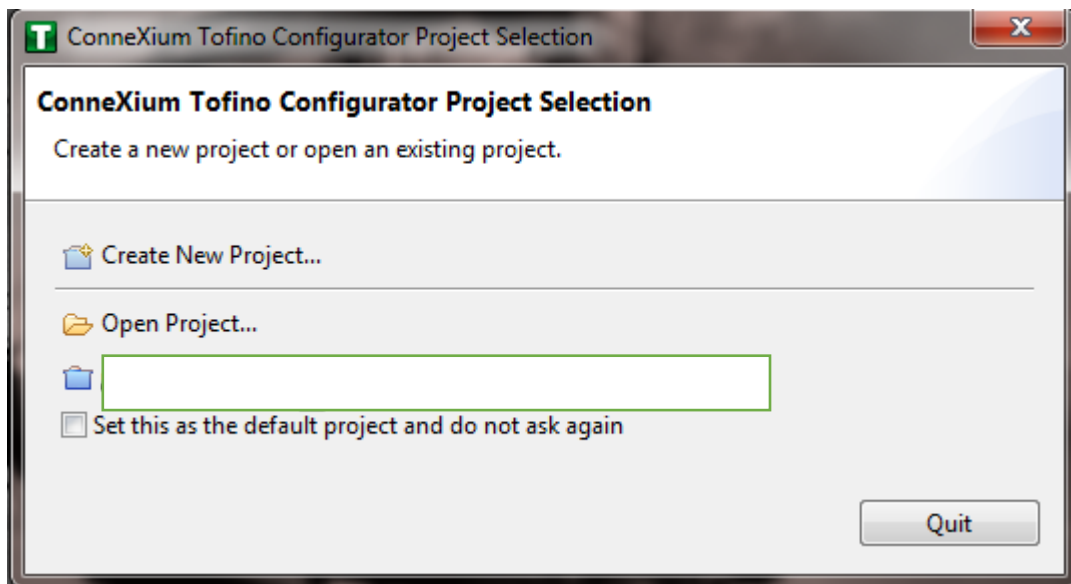 T ConneXium Tofino Configurator Project Selection
ConneXium Tofino Configurator Project Selection
Create a new project or open an existing project.
Create New Project...
Open Project...
Set this as the default project and do not ask again
Quit